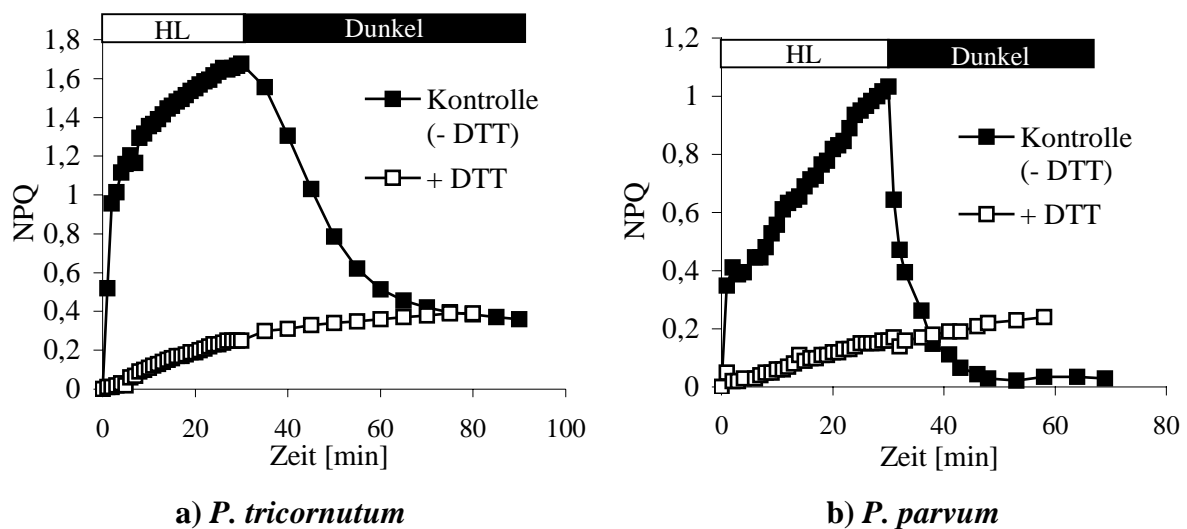 HL Dunkel
1,8
1,6
1,4
1,2
1
0,8
0,6
0,4
0,2
0
NPQ
Kontrolle
(- DTT)
+ DTT
0 20 40 60 80 100
Zeit [min]
a) P. tricornutum
1,2
HL Dunkel
1
0,8
0,6
0,4
0,2
0
NPQ
Kontrolle
(- DTT)
+ DTT
0 20 40 60 80
Zeit [min]
b) P. parvum